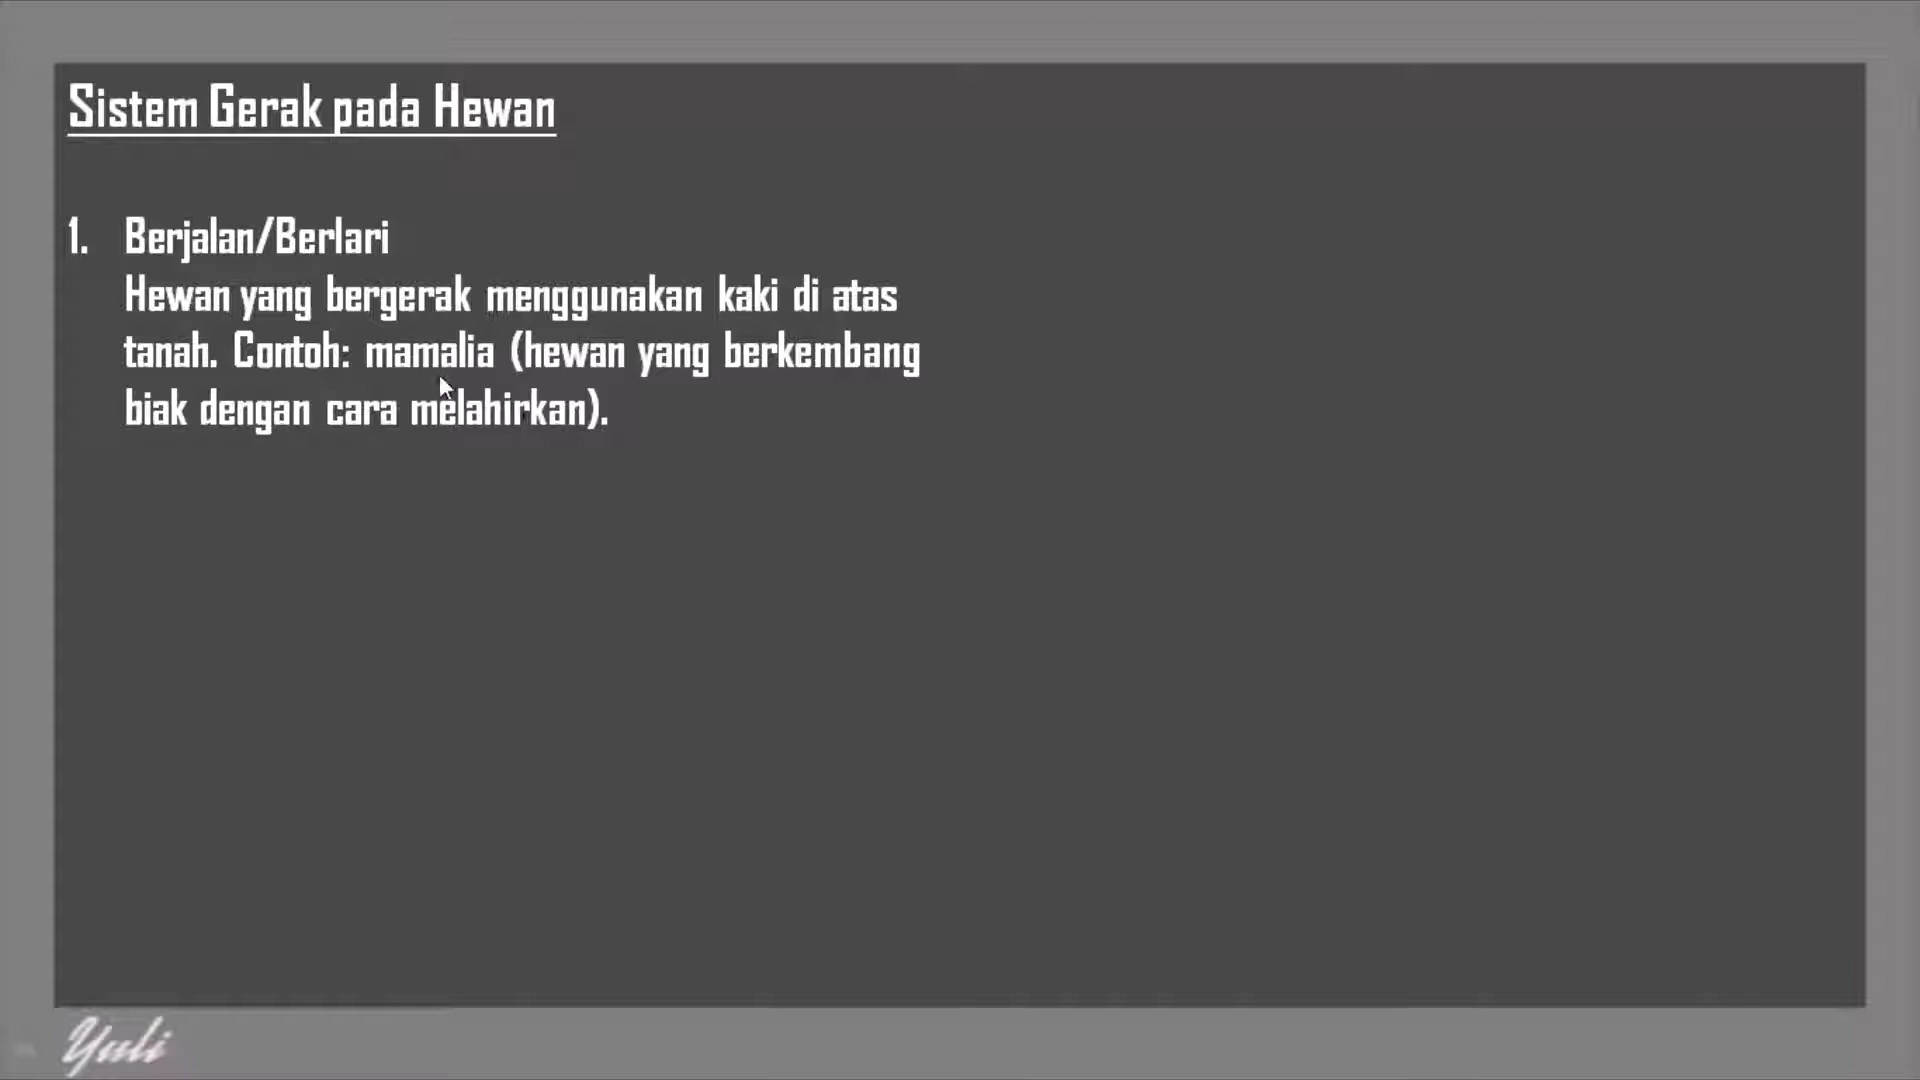 Sistem Gerak pada Hewan
1. Berjalan/Berlari
Hewan yang bergerak menggunakan kaki di atas
tanah. Contoh: mamalia (hewan yang berkembang
biak dengan cara melahirkan).
Yuli